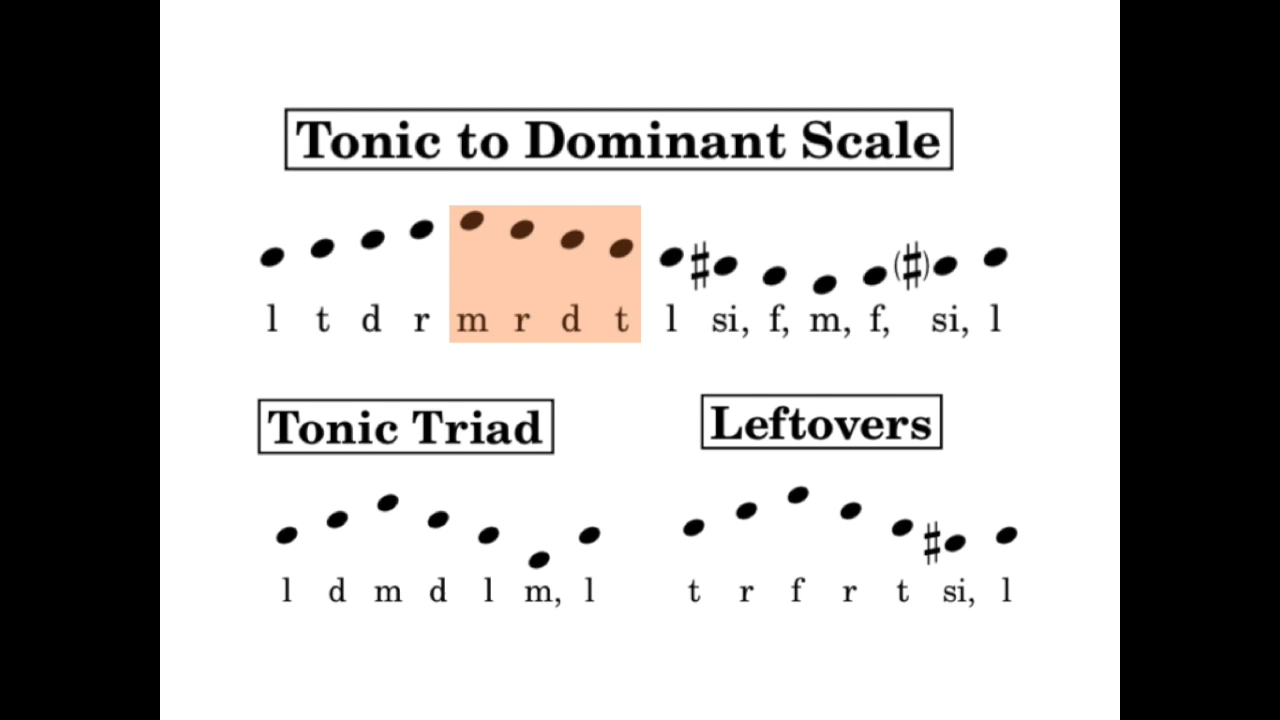 Tonic to Dominant Scale
l t d r m r d t l si, f, m, f, si, l
Tonic Triad
Leftovers
l d m d l m, l
t r f r t si, l